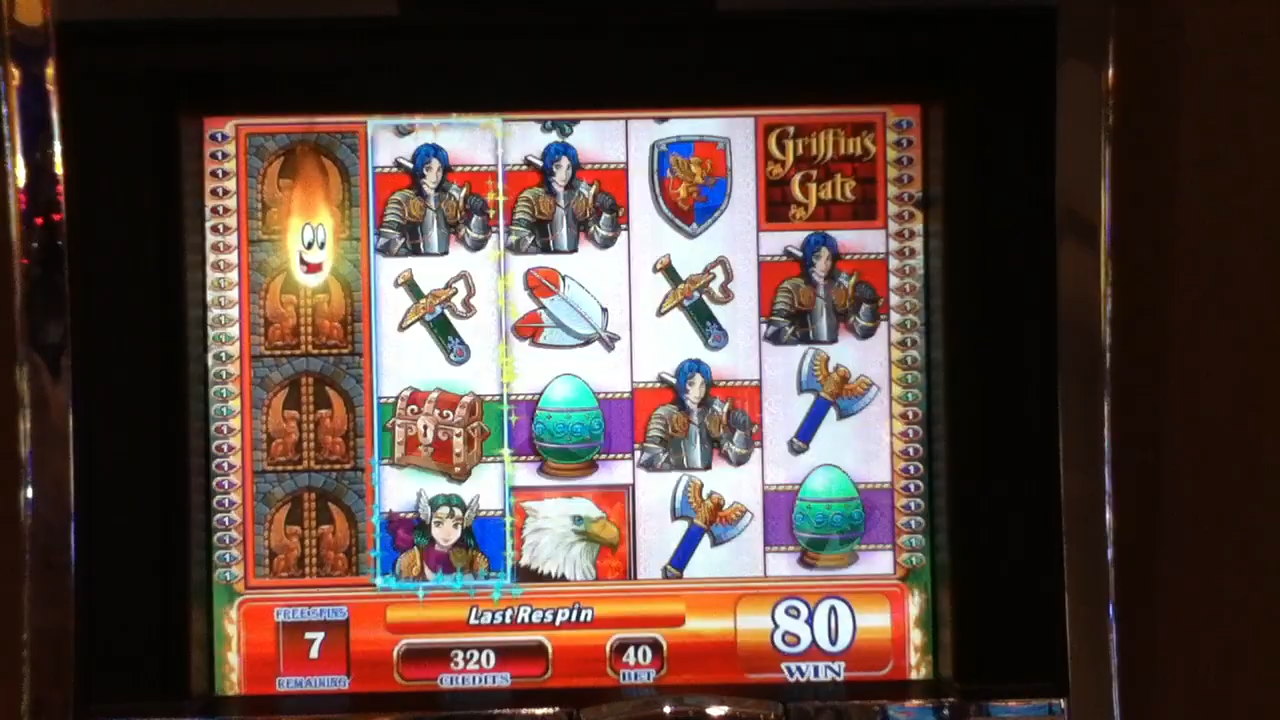 Griffin's
Gate
FREE SPINS
7
REMAINING
Last Respin
320
CREDITS
40
BET
80
WIN